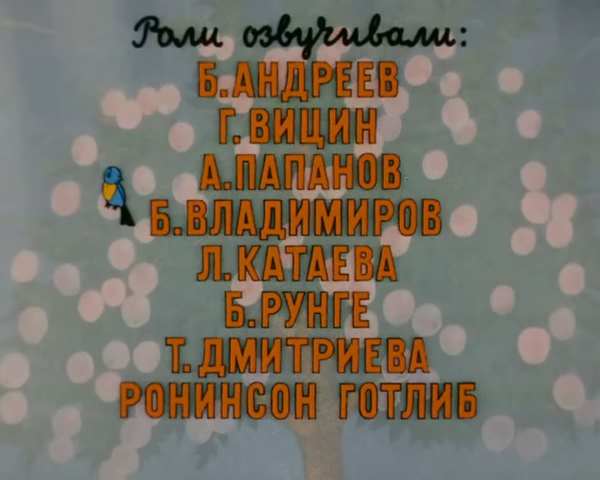 Роли озвучивали:
Б.АНДРЕЕВ
Г.ВИЦИН
А.ПАПАНОВ
Б.ВЛАДИМИРОВ
Л.КАТАЕВА
Б.РУНГЕ
Т.ДМИТРИЕВА
РОНИНСОН ГОТЛИБ